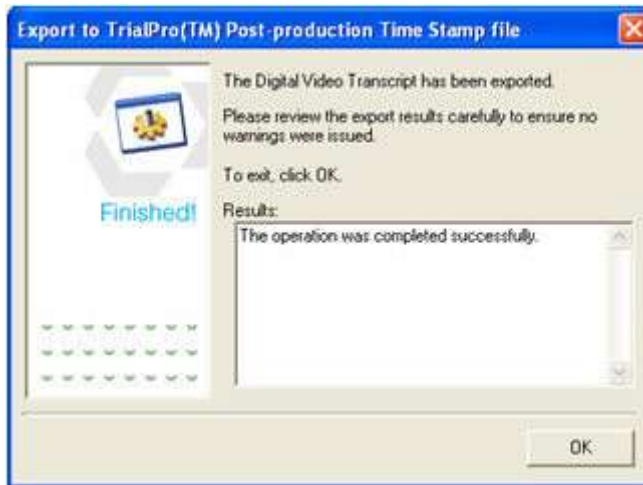 Export to TrialPro(TM) Post-production Time Stamp file
The Digital Video Transcript has been exported.
Please review the export results carefully to ensure no
warnings were issued.
To exit, click OK.
Finished!
Results:
The operation was completed successfully.
OK